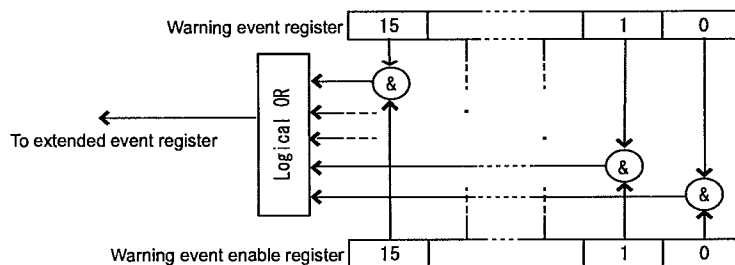 Warning event register 15 1 0
&
Logical OR
To extended event register
&
&
Warning event enable register 15 1 0